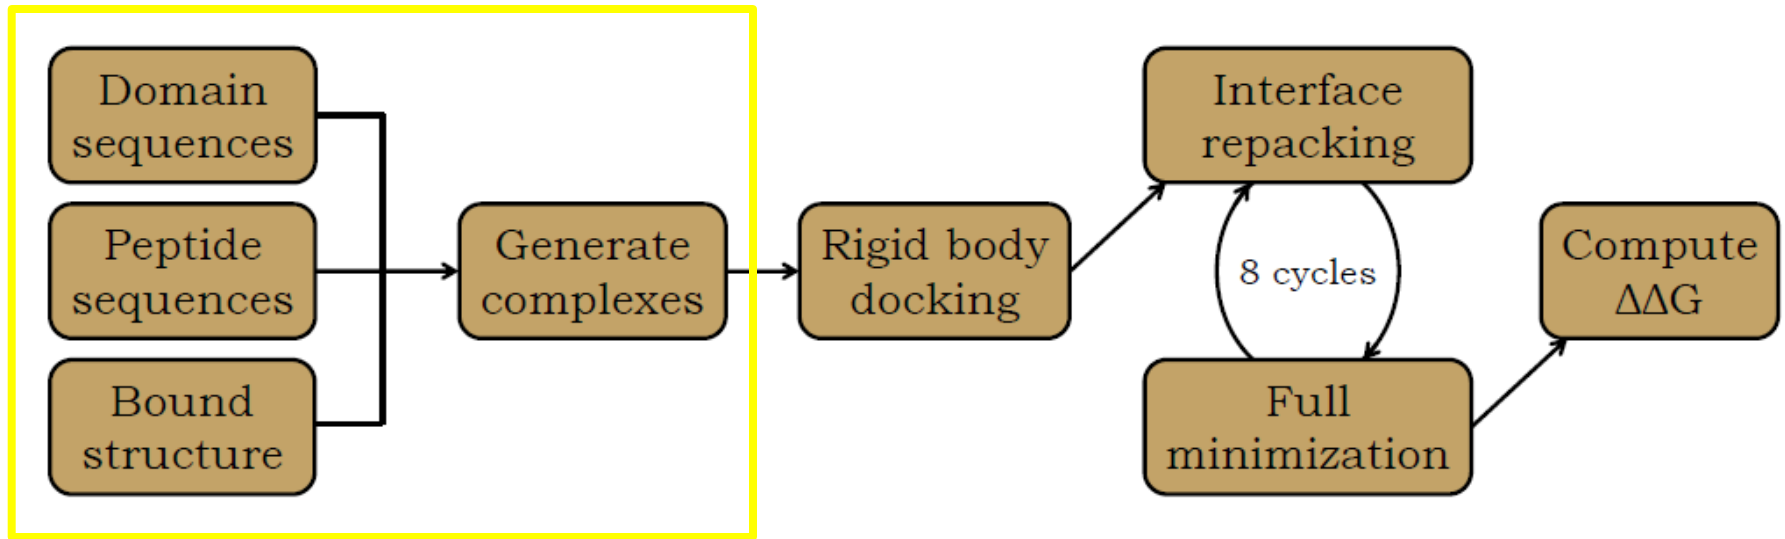 Domain
sequences
Peptide
sequences
Bound
structure
Generate
complexes
Rigid body
docking
Interface
repacking
8 cycles
Full
minimization
Compute
ΔΔG